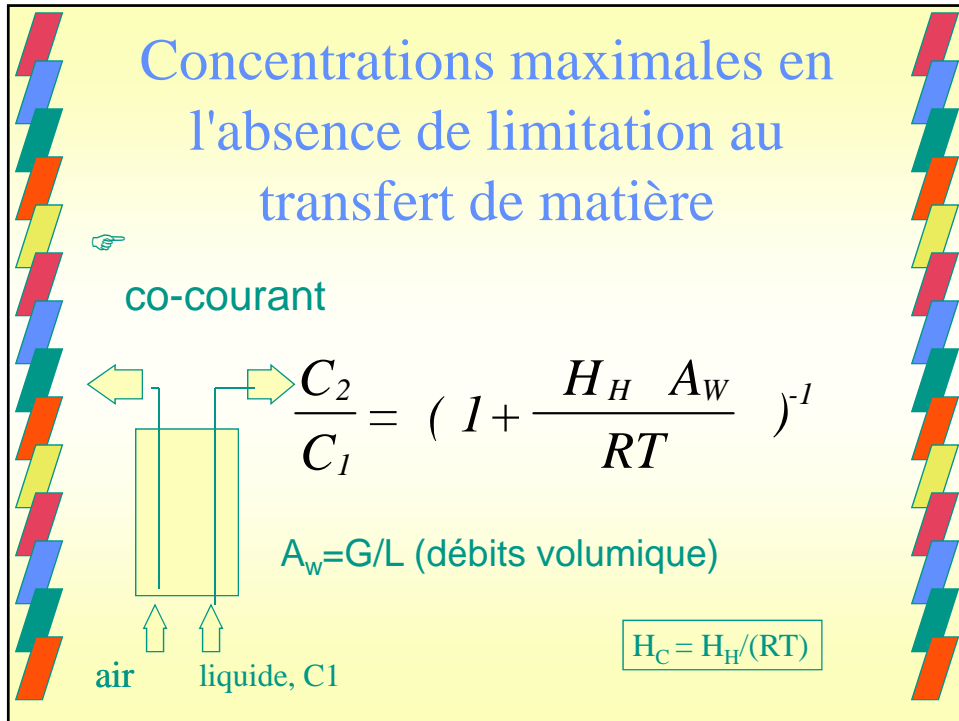 Concentrations maximales en
l'absence de limitation au
transfert de matière
☞
co-courant
C₂/C₁ = ( 1 + H_H A_W / RT )⁻¹
A_w=G/L (débits volumique)
H_C = H_H/(RT)
air liquide, C1